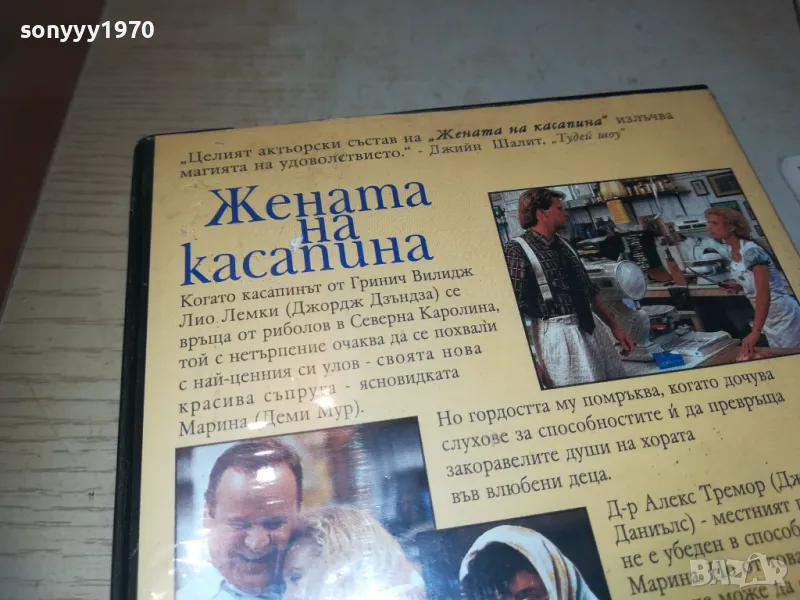 sonyyy1970
„Целият актьорски състав на „Жената на касапина" излъчва
магията на удоволствието." - Джийн Шалит, „Тудей шоу"
Жената
на
касапина
Когато касапинът от Гринич Вилидж
Лио Лемки (Джордж Дзъндза) се
връща от риболов в Северна Каролина,
той с нетърпение очаква да се похвали
с най-ценния си улов - своята нова
красива съпруга - ясновидката
Марина (Деми Мур).
Но гордостта му помръква, когато дочува
слухове за способностите ѝ да превръща
закоравелите души на хората
във влюбени деца.
Д-р Алекс Тремор
Даниълс) - местният
не е убеден в
Марина
може да
BAZAR